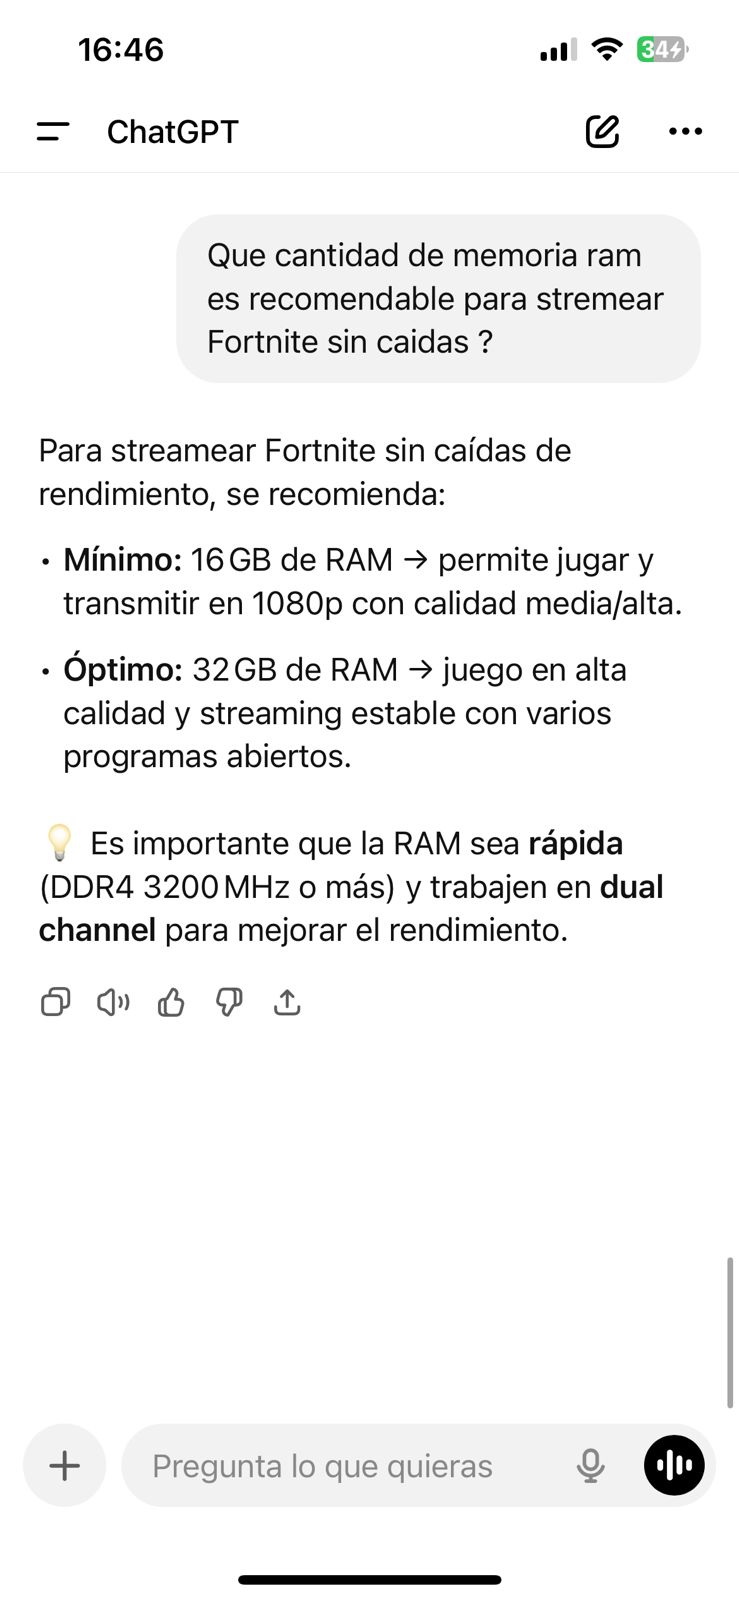 16:46
34
ChatGPT
Que cantidad de memoria ram
es recomendable para stremear
Fortnite sin caidas ?
Para streamear Fortnite sin caídas de
rendimiento, se recomienda:
• Mínimo: 16 GB de RAM → permite jugar y
transmitir en 1080p con calidad media/alta.
• Óptimo: 32 GB de RAM → juego en alta
calidad y streaming estable con varios
programas abiertos.
💡 Es importante que la RAM sea rápida
(DDR4 3200 MHz o más) y trabajen en dual
channel para mejorar el rendimiento.
Pregunta lo que quieras